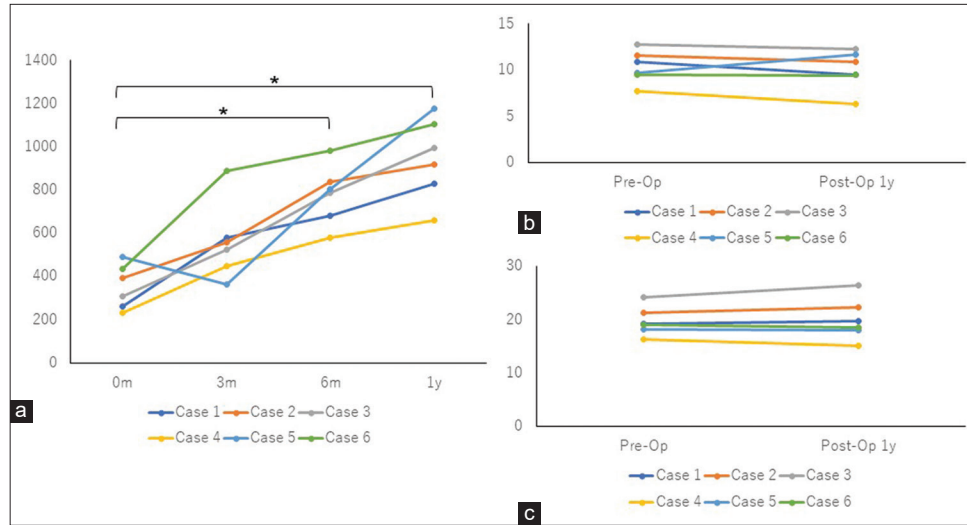 1400
1200
1000
800
600
400
200
0
* *
0m 3m 6m 1y
Case 1 Case 2 Case 3
Case 4 Case 5 Case 6
a
15
10
5
0
Pre-Op Post-Op 1y
Case 1 Case 2 Case 3
Case 4 Case 5 Case 6
b
30
20
10
0
Pre-Op Post-Op 1y
Case 1 Case 2 Case 3
Case 4 Case 5 Case 6
c